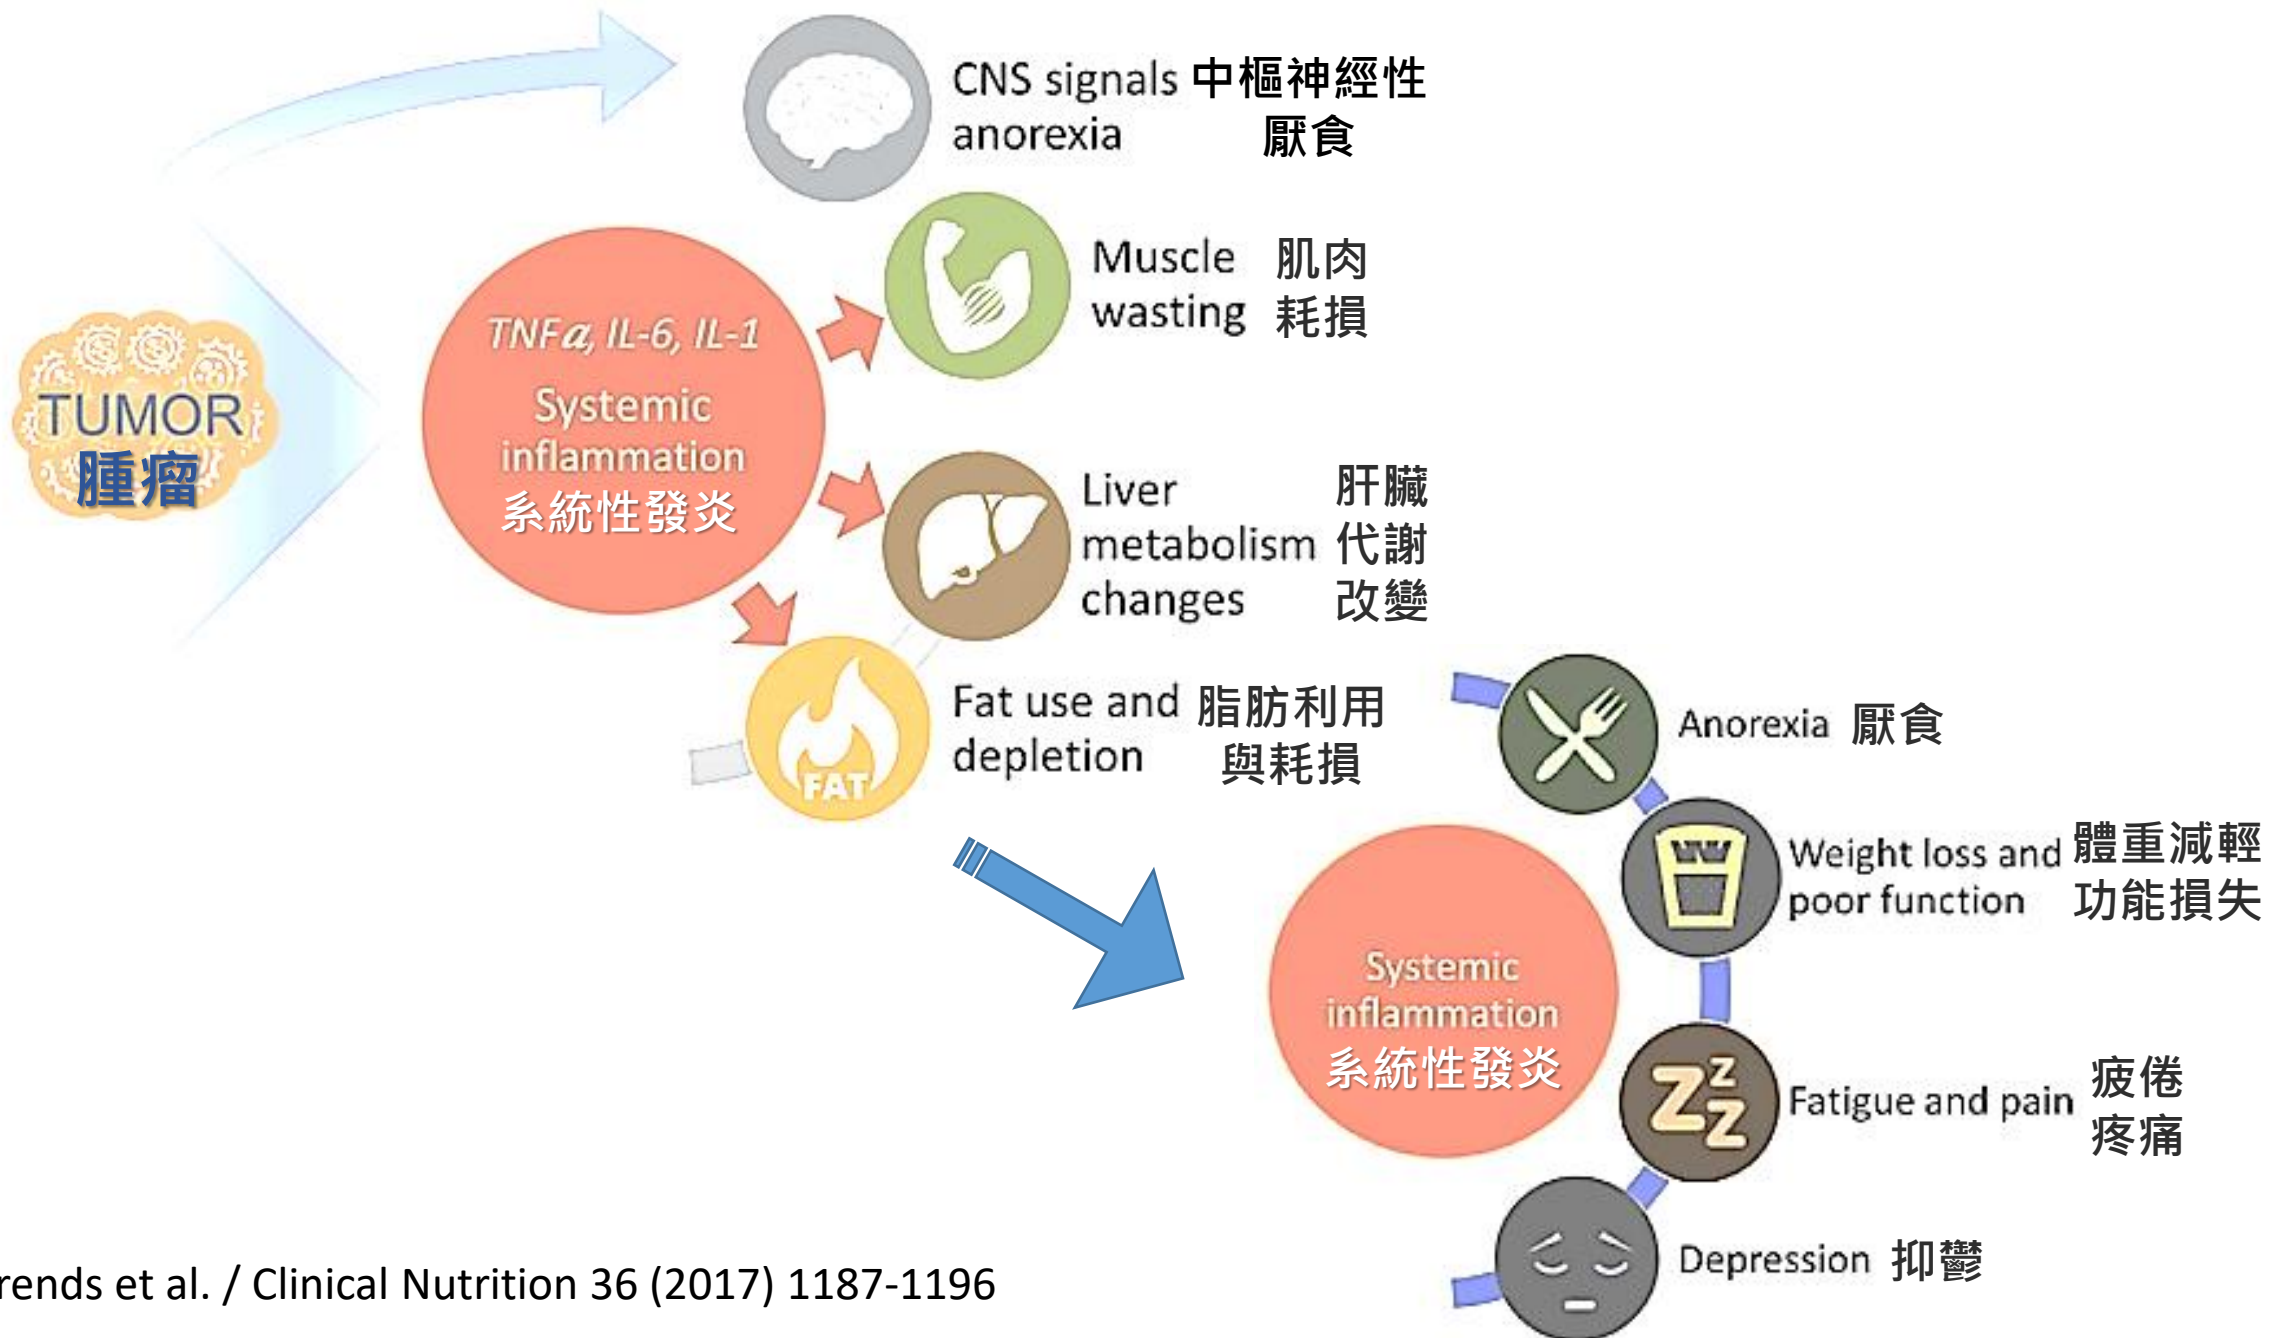 CNS signals 中樞神經性
anorexia 厭食
Muscle 肌肉
wasting 耗損
TNFα, IL-6, IL-1
Systemic
inflammation
系統性發炎
TUMOR
腫瘤
Liver 肝臟
metabolism 代謝
changes 改變
Fat use and 脂肪利用
depletion 與耗損
FAT
Anorexia 厭食
Weight loss and 體重減輕
poor function 功能損失
Systemic
inflammation
系統性發炎
Fatigue and pain 疲倦
疼痛
zzz
Depression 抑鬱
rends et al. / Clinical Nutrition 36 (2017) 1187-1196